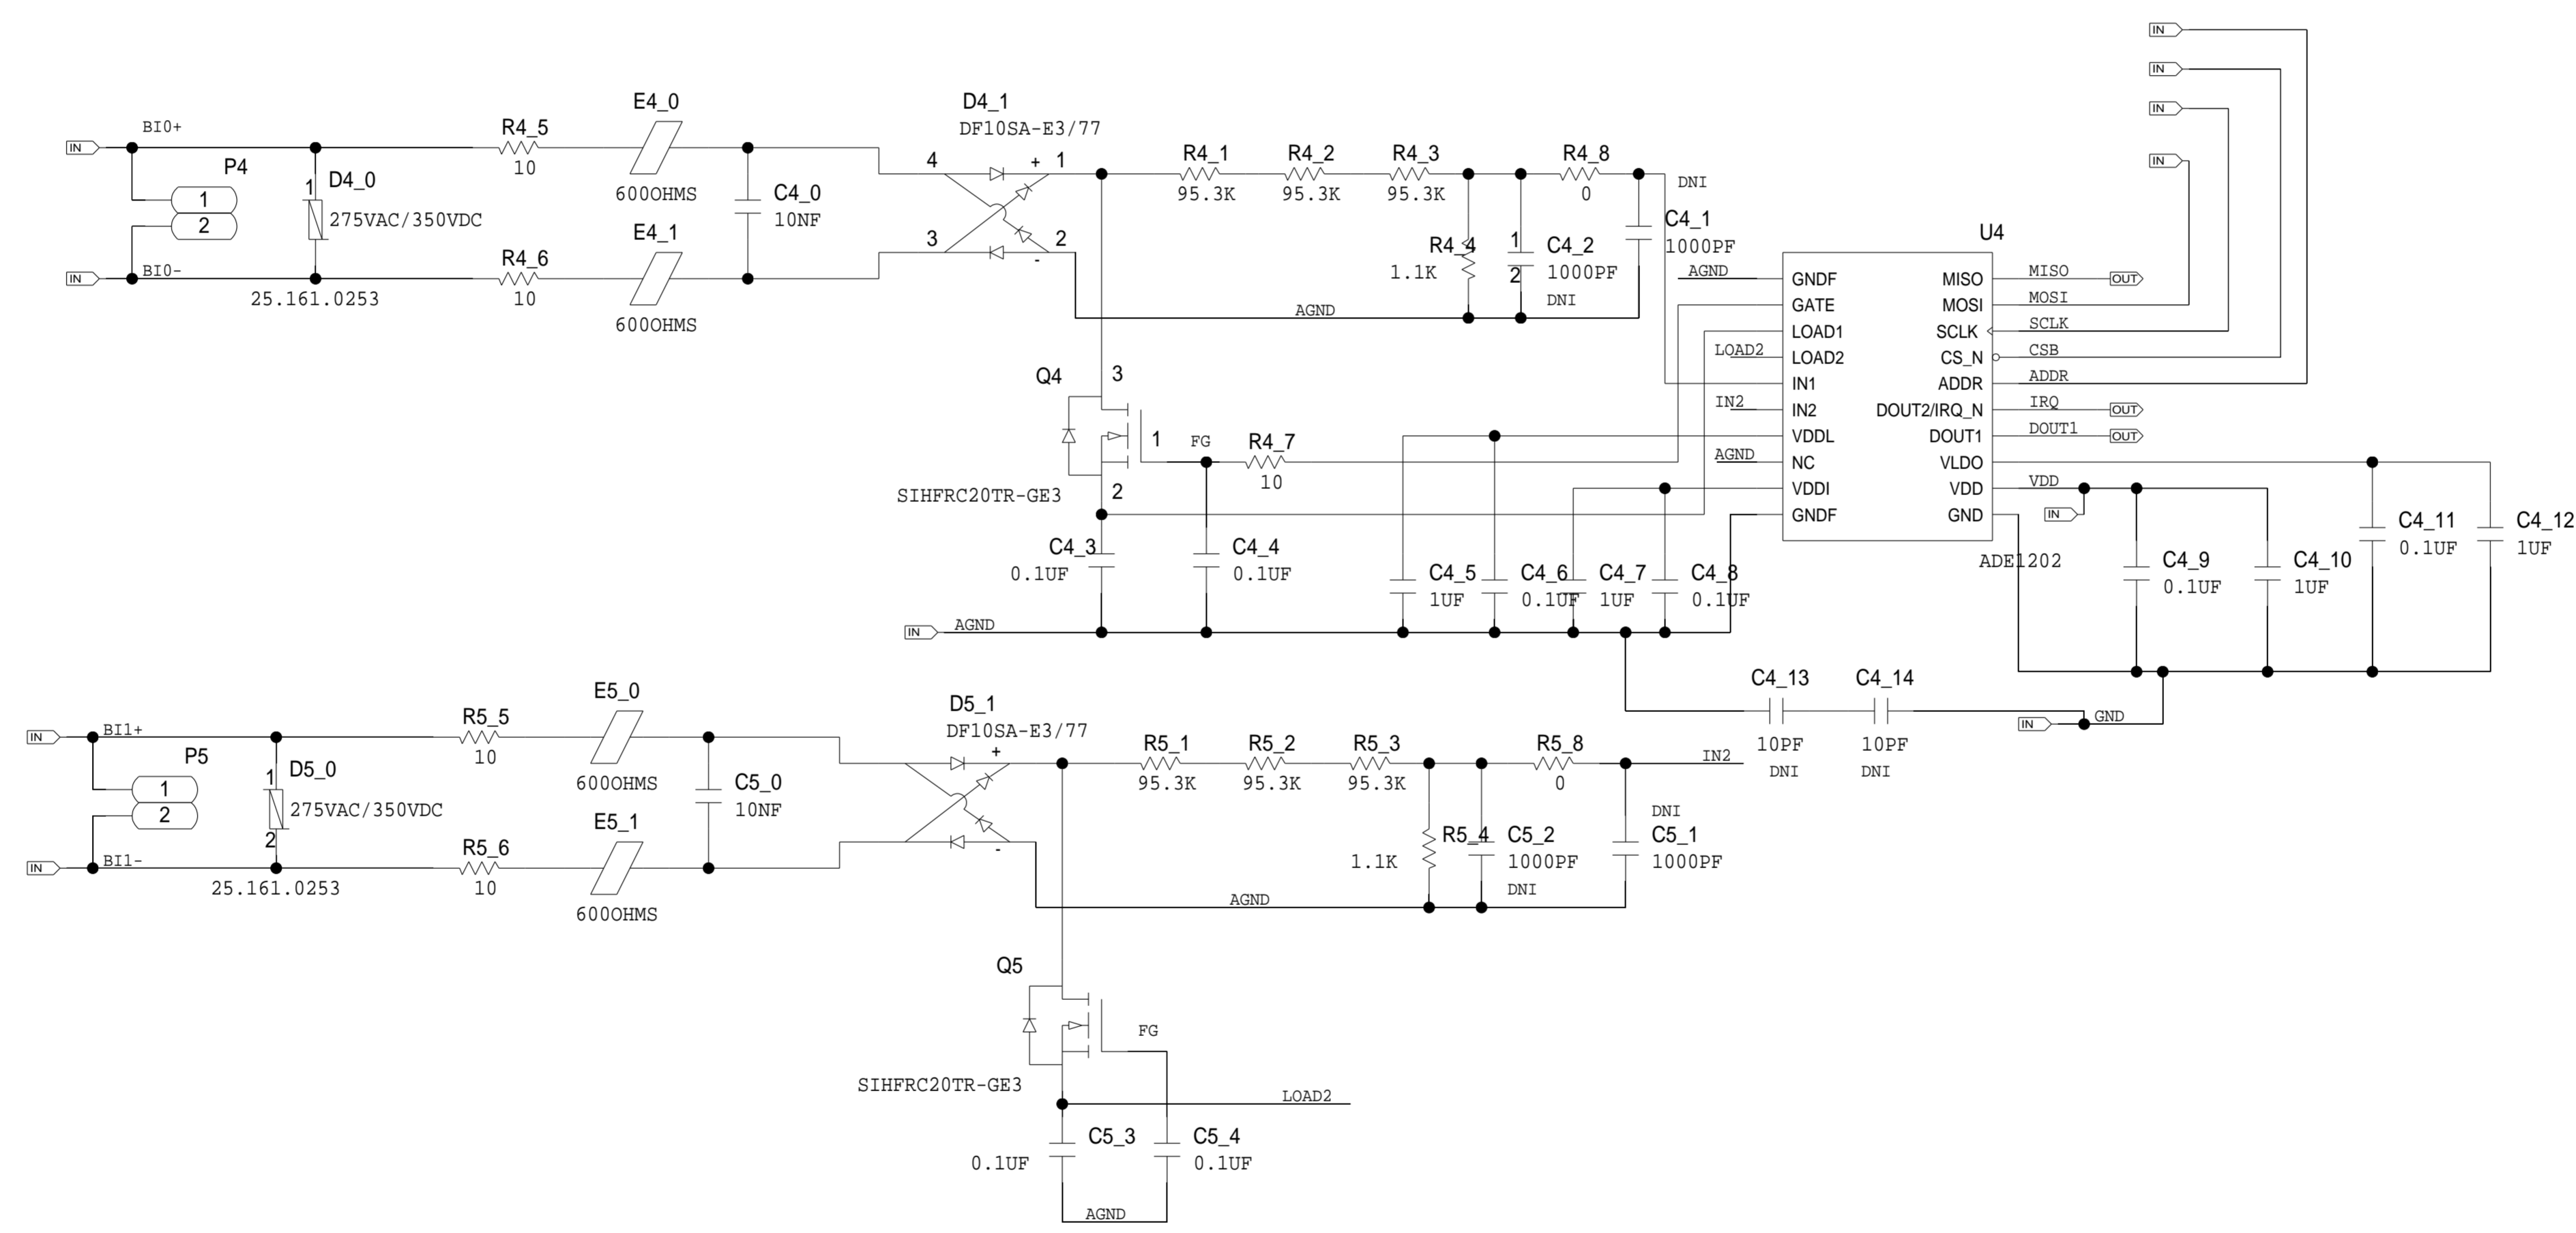 IN
IN
IN
IN
BI0+
IN
P4
1
2
1
D4_0
275VAC/350VDC
IN
BI0-
25.161.0253
R4_5
10
R4_6
10
E4_0
600OHMS
E4_1
600OHMS
C4_0
10NF
D4_1
DF10SA-E3/77
4
+
1
3
2
-
R4_1
95.3K
R4_2
95.3K
R4_3
95.3K
R4_8
0
DNI
C4_1
1000PF
R4_4
1.1K
1
C4_2
2
1000PF
DNI
AGND
Q4
3
1
FG
R4_7
10
2
SIHFRC20TR-GE3
C4_3
0.1UF
C4_4
0.1UF
C4_5
1UF
C4_6
0.1UF
C4_7
1UF
C4_8
0.1UF
IN
AGND
U4
AGND
GNDF
GATE
LOAD1
LOAD2
LOAD2
IN1
IN2
IN2
VDDL
AGND
NC
VDDI
GNDF
MISO
MISO
OUT
MOSI
MOSI
SCLK
SCLK
CS_N
CSB
ADDR
ADDR
DOUT2/IRQ_N
IRQ
OUT
DOUT1
DOUT1
OUT
VLDO
VDD
VDD
GND
IN
ADE1202
C4_9
0.1UF
C4_10
1UF
C4_11
0.1UF
C4_12
1UF
C4_13
10PF
DNI
C4_14
10PF
DNI
IN
GND
IN
BI1+
P5
1
2
1
D5_0
275VAC/350VDC
2
IN
BI1-
25.161.0253
R5_5
10
R5_6
10
E5_0
600OHMS
E5_1
600OHMS
C5_0
10NF
D5_1
DF10SA-E3/77
+
-
R5_1
95.3K
R5_2
95.3K
R5_3
95.3K
R5_8
0
IN2
R5_4
1.1K
C5_2
1000PF
DNI
DNI
C5_1
1000PF
AGND
Q5
FG
SIHFRC20TR-GE3
LOAD2
C5_3
0.1UF
C5_4
0.1UF
AGND